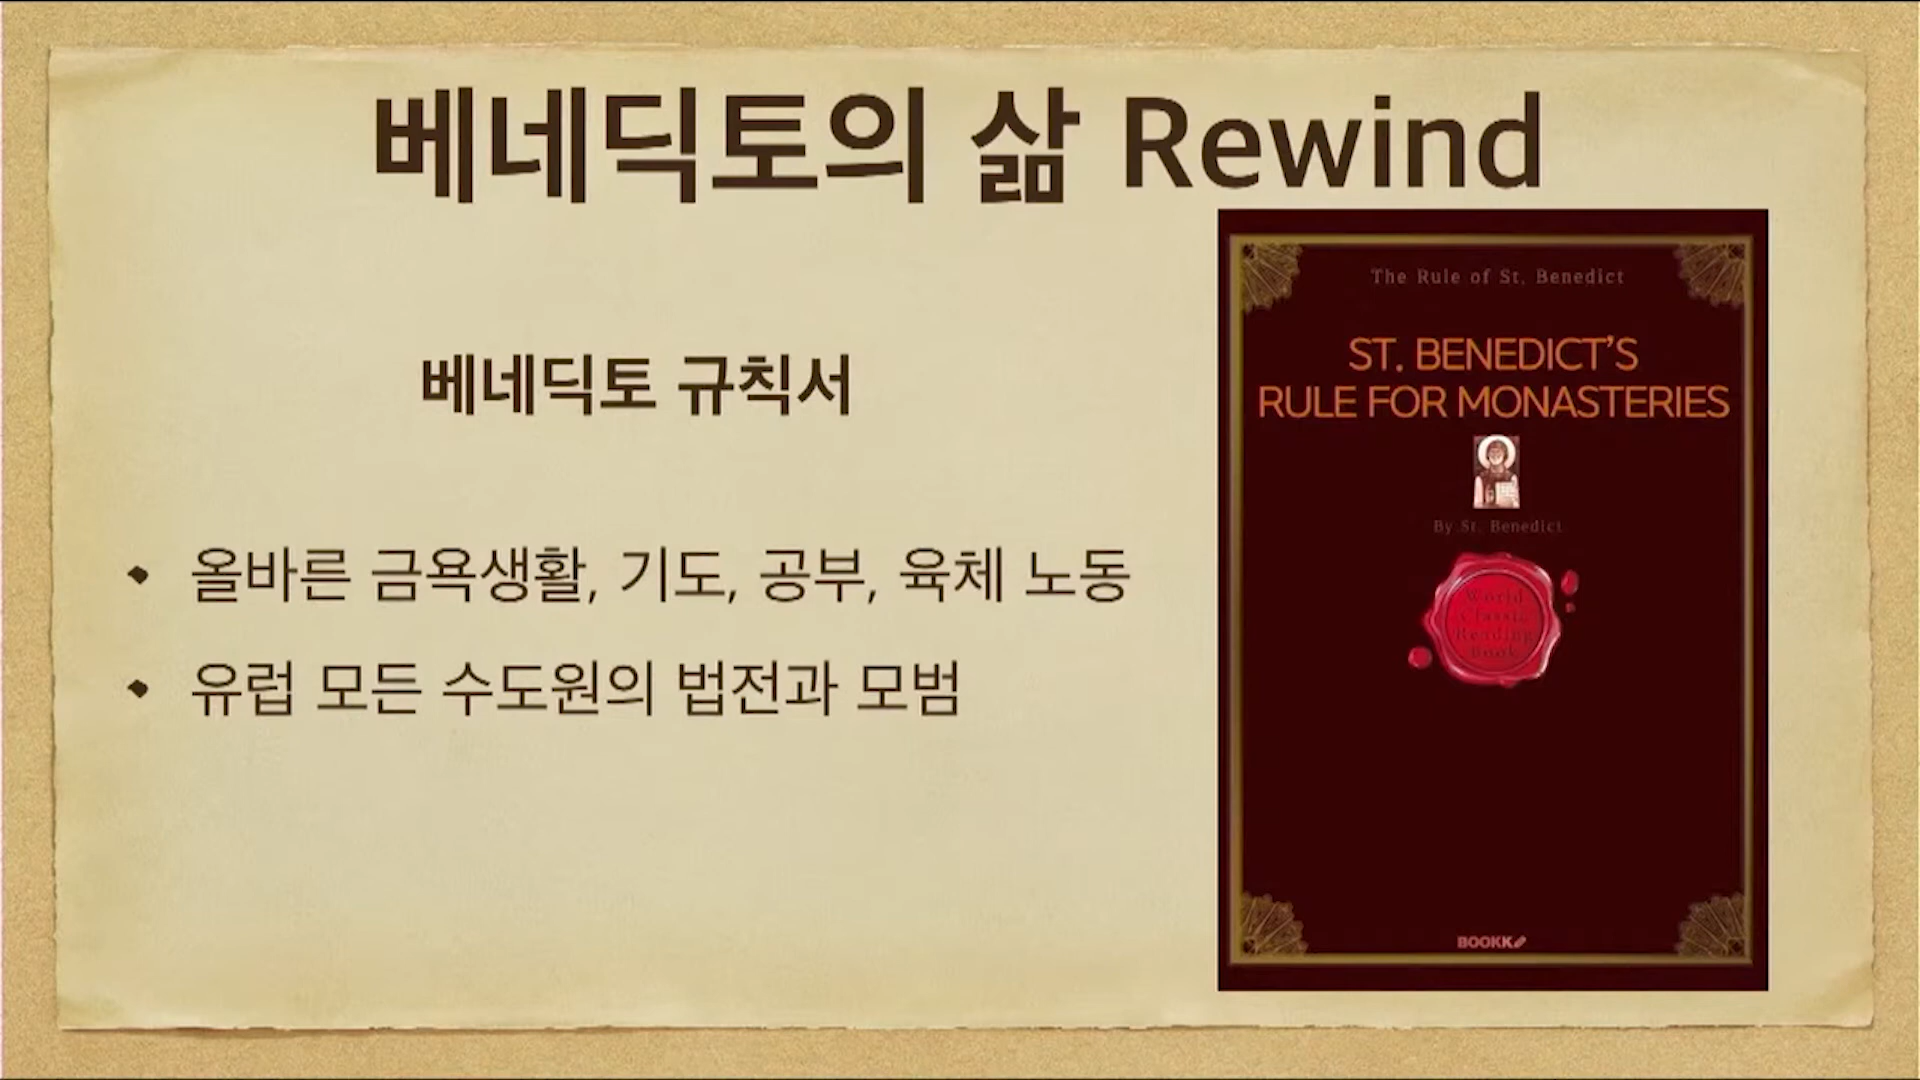 베네딕토의 삶 Rewind
베네딕토 규칙서
• 올바른 금욕생활, 기도, 공부, 육체 노동
• 유럽 모든 수도원의 법전과 모범
The Rule of St. Benedict
ST. BENEDICT'S
RULE FOR MONASTERIES
By St. Benedict
World
Classic
Reading
Book
BOOKK